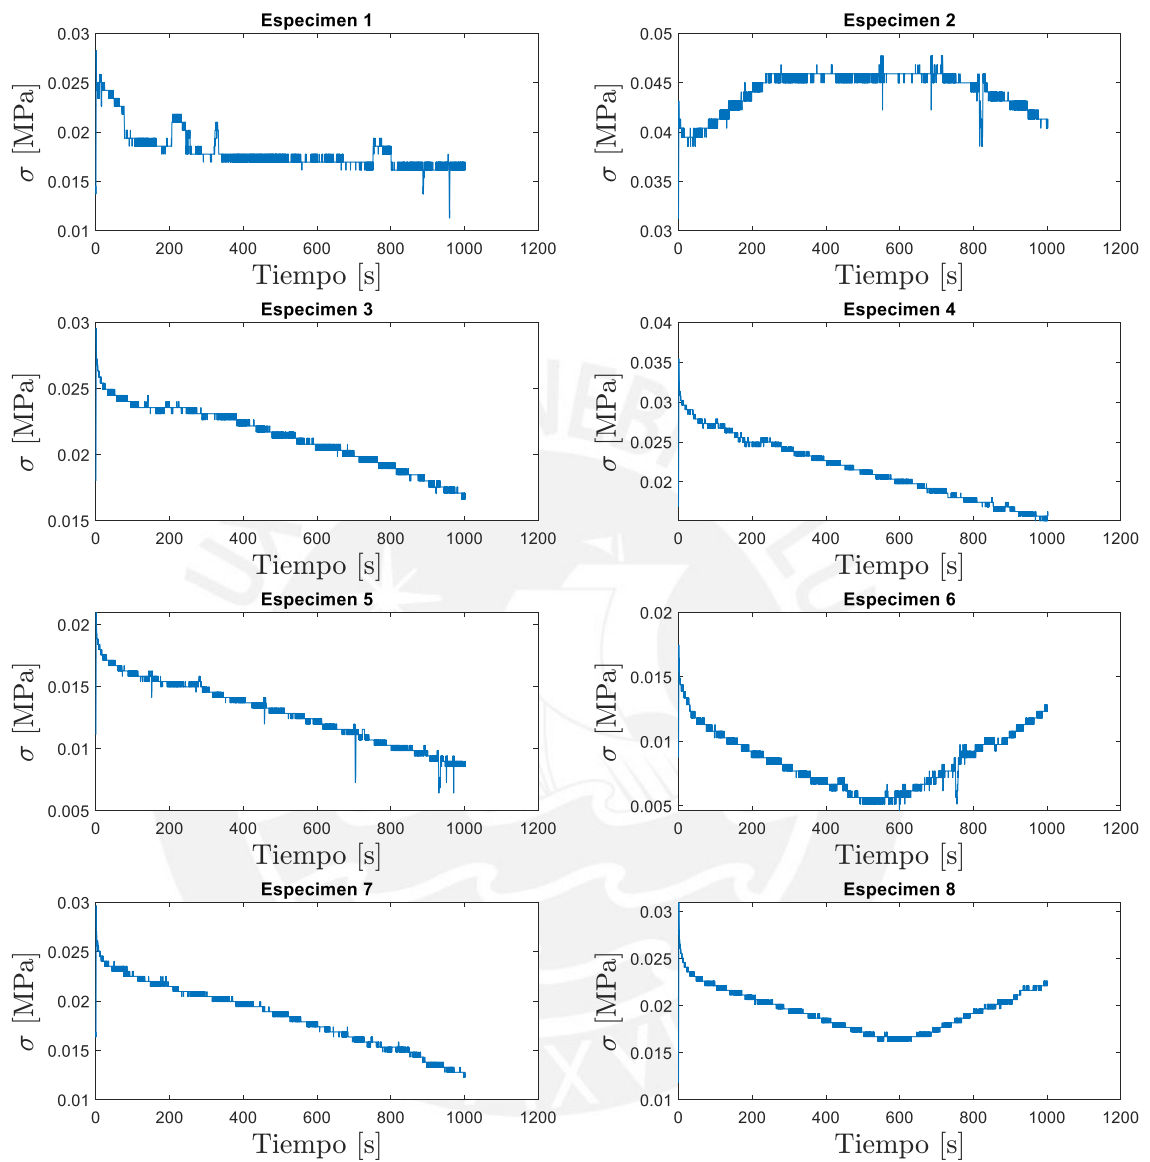 Especimen 1
0.03
0.025
0.02
0.015
0.01
σ [MPa]
0 200 400 600 800 1000 1200
Tiempo [s]
Especimen 2
0.05
0.045
0.04
0.035
0.03
σ [MPa]
0 200 400 600 800 1000 1200
Tiempo [s]
Especimen 3
0.03
0.025
0.02
0.015
σ [MPa]
0 200 400 600 800 1000 1200
Tiempo [s]
Especimen 4
0.04
0.035
0.03
0.025
0.02
σ [MPa]
0 200 400 600 800 1000 1200
Tiempo [s]
Especimen 5
0.02
0.015
0.01
0.005
σ [MPa]
0 200 400 600 800 1000 1200
Tiempo [s]
Especimen 6
0.02
0.015
0.01
0.005
σ [MPa]
0 200 400 600 800 1000 1200
Tiempo [s]
Especimen 7
0.03
0.025
0.02
0.015
0.01
σ [MPa]
0 200 400 600 800 1000 1200
Tiempo [s]
Especimen 8
0.03
0.025
0.02
0.015
0.01
σ [MPa]
0 200 400 600 800 1000 1200
Tiempo [s]